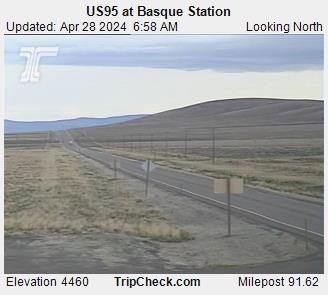 US95 at Basque Station
Updated: Apr 28 2024 6:58 AM Looking North
Elevation 4460 TripCheck.com Milepost 91.62